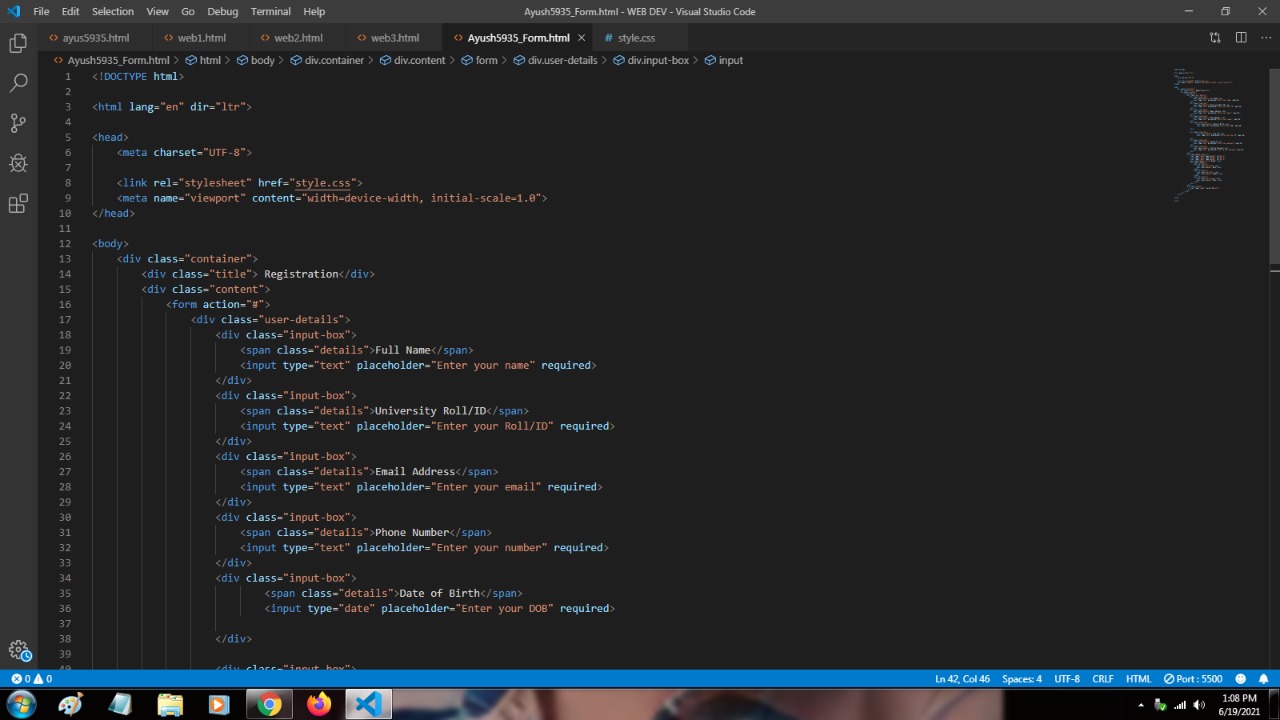 File Edit Selection View Go Debug Terminal Help Ayush5935_Form.html - WEB DEV - Visual Studio Code
ayus5935.html web1.html web2.html web3.html Ayush5935_Form.html style.css
Ayush5935_Form.html > html > body > div.container > div.content > form > div.user-details > div.input-box > input
1 <!DOCTYPE html>
2
3 <html lang="en" dir="ltr">
4
5 <head>
6 <meta charset="UTF-8">
7
8 <link rel="stylesheet" href="style.css">
9 <meta name="viewport" content="width=device-width, initial-scale=1.0">
10 </head>
11
12 <body>
13 <div class="container">
14 <div class="title"> Registration</div>
15 <div class="content">
16 <form action="#">
17 <div class="user-details">
18 <div class="input-box">
19 <span class="details">Full Name</span>
20 <input type="text" placeholder="Enter your name" required>
21 </div>
22 <div class="input-box">
23 <span class="details">University Roll/ID</span>
24 <input type="text" placeholder="Enter your Roll/ID" required>
25 </div>
26 <div class="input-box">
27 <span class="details">Email Address</span>
28 <input type="text" placeholder="Enter your email" required>
29 </div>
30 <div class="input-box">
31 <span class="details">Phone Number</span>
32 <input type="text" placeholder="Enter your number" required>
33 </div>
34 <div class="input-box">
35 <span class="details">Date of Birth</span>
36 <input type="date" placeholder="Enter your DOB" required>
37
38 </div>
39
40 <div class="input-box">
0 0 Ln 42, Col 46 Spaces: 4 UTF-8 CRLF HTML Port : 5500
1:08 PM
6/19/2021